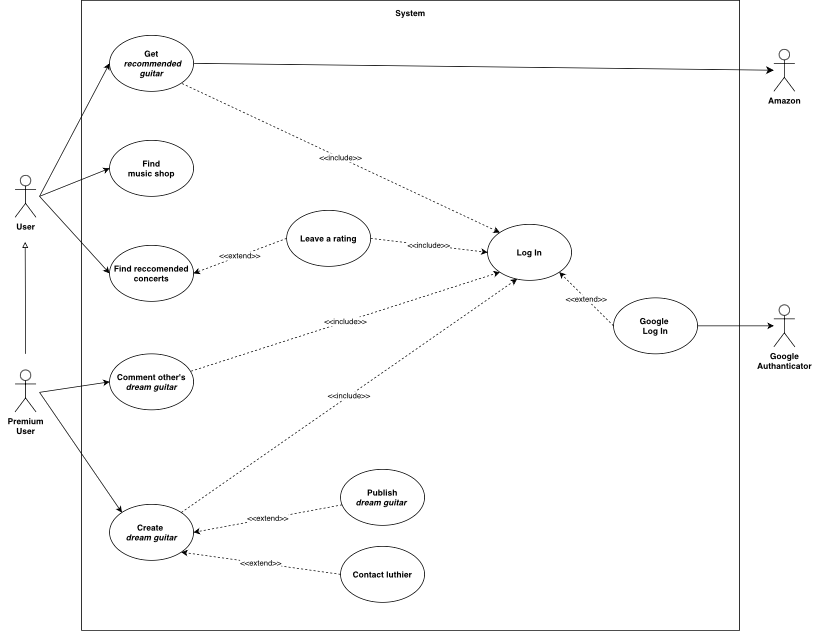 System
Get
recommended
guitar
Amazon
<<include>>
Find
music shop
User
Leave a rating
<<include>>
<<extend>>
Log In
Find reccomended
concerts
<<extend>>
<<include>>
Google
Log In
Google
Authanticator
Comment other's
dream guitar
<<include>>
Premium
User
Publish
dream guitar
<<extend>>
Create
dream guitar
<<extend>>
Contact luthier